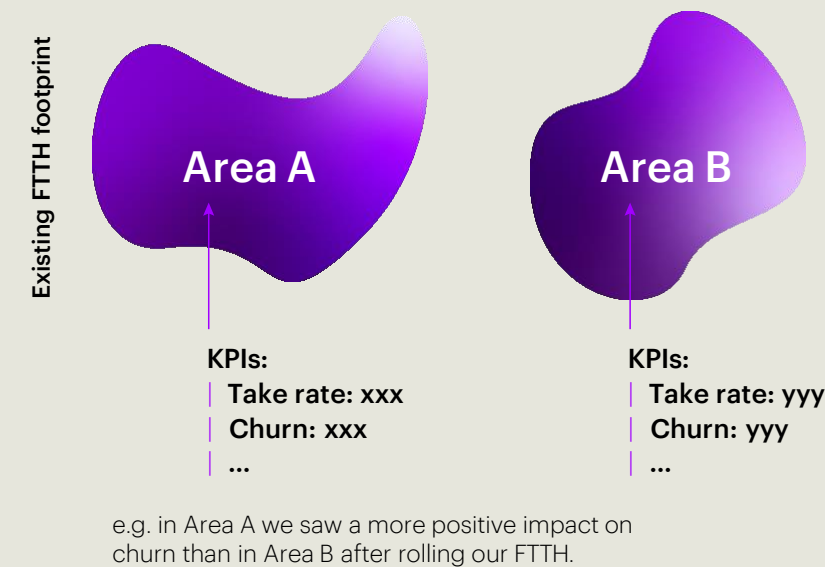 Existing FTTH footprint
Area A
Area B
KPIs:
Take rate: xxx
Churn: xxx
...
KPIs:
Take rate: yyy
Churn: yyy
...
e.g. in Area A we saw a more positive impact on
churn than in Area B after rolling our FTTH.